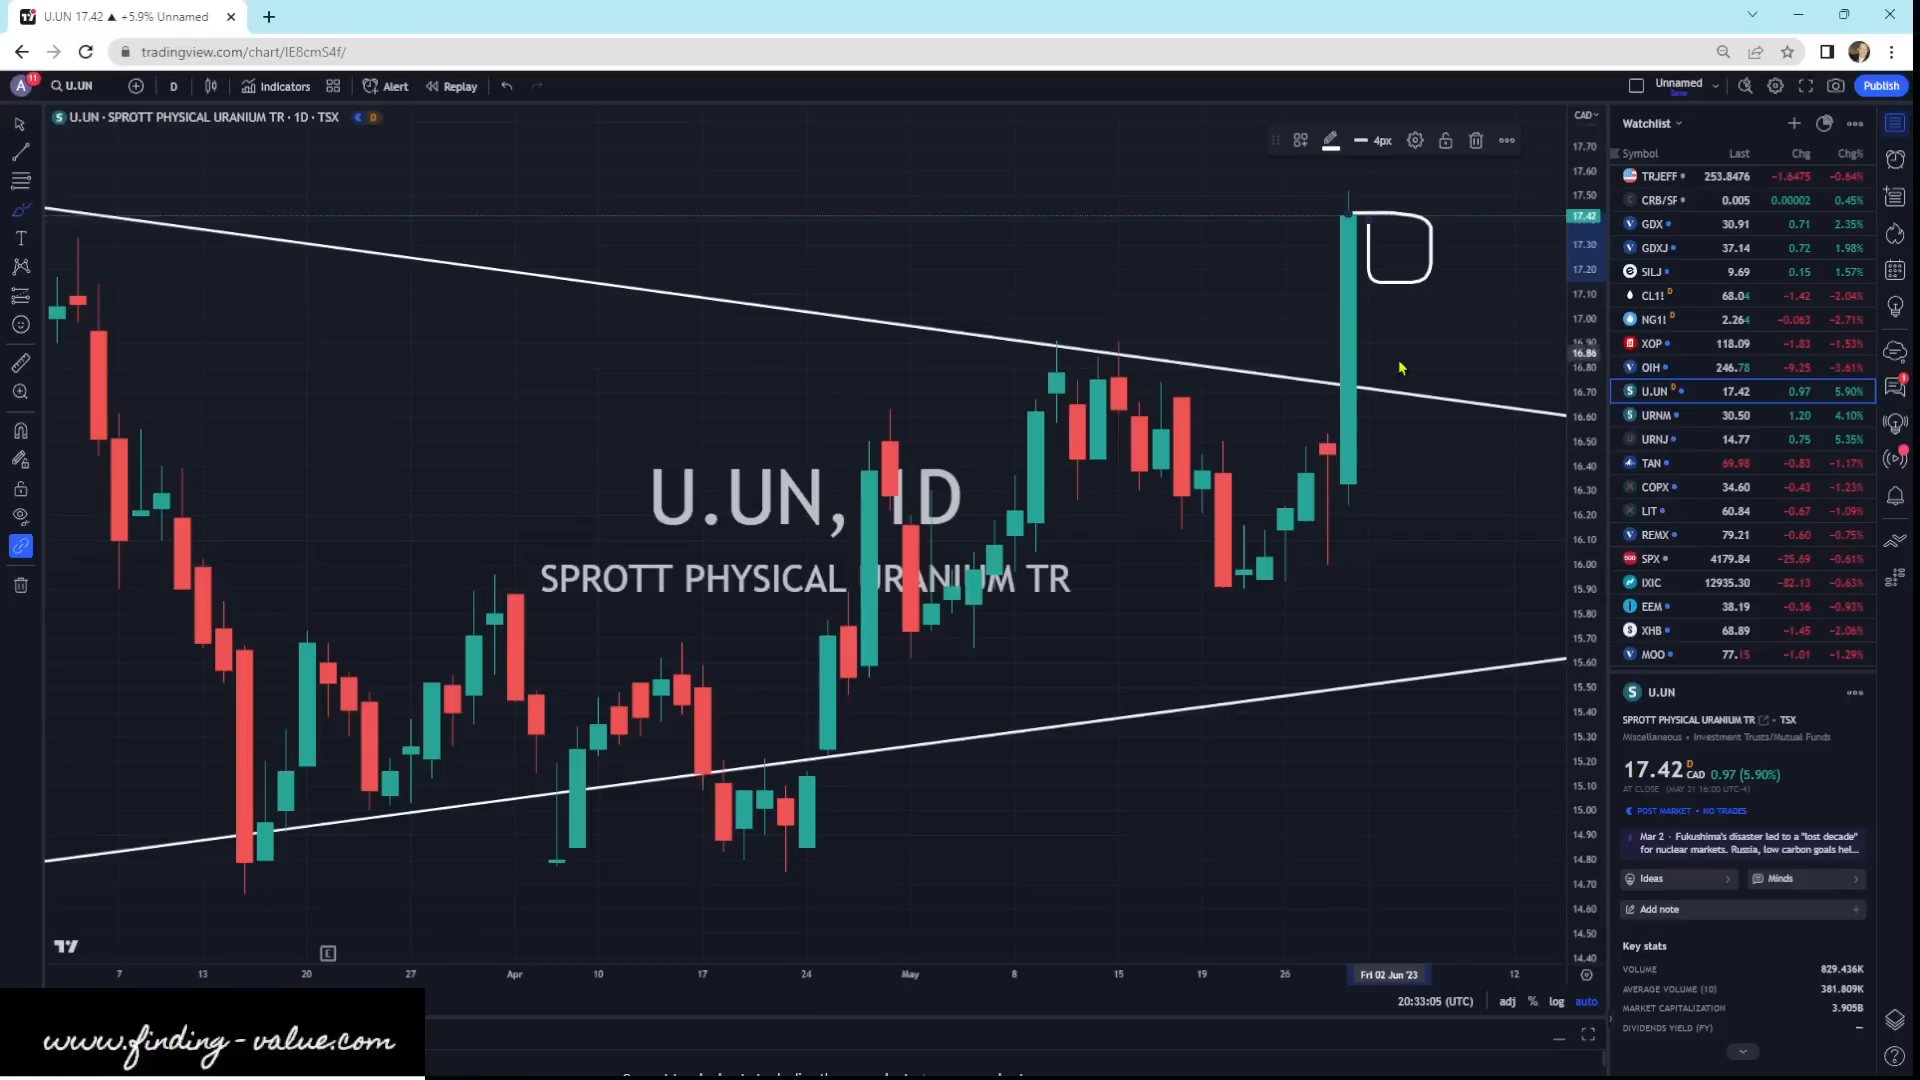 U.UN 17.42 ▲ +5.9% Unnamed
tradingview.com/chart/IE8cmS4f/
A 11 U.UN D Indicators Alert Replay Unnamed Save Publish
S U.UN · SPROTT PHYSICAL URANIUM TR · 1D · TSX D
4px
CAD
17.70
17.60
17.50
17.42
17.30
17.20
17.10
17.00
16.90
16.86
16.80
16.70
16.60
16.50
16.40
16.30
16.20
16.10
16.00
15.90
15.80
15.70
15.60
15.50
15.40
15.30
15.20
15.10
15.00
14.90
14.80
14.70
14.60
14.50
14.40
U.UN, 1D
SPROTT PHYSICAL URANIUM TR
E
7 13 20 27 Apr 10 17 24 May 8 15 19 26 Fri 02 Jun '23 12
20:33:05 (UTC) adj % log auto
www.finding-value.com
Watchlist
Symbol Last Chg Chg%
TRJEFF 253.8476 −1.6475 −0.64%
CRB/SF 0.005 0.00002 0.45%
GDX 30.91 0.71 2.35%
GDXJ 37.14 0.72 1.98%
SILJ 9.69 0.15 1.57%
CL1! D 68.04 −1.42 −2.04%
NG1! D 2.264 −0.063 −2.71%
XOP 118.09 −1.83 −1.53%
OIH 246.78 −9.25 −3.61%
U.UN D 17.42 0.97 5.90%
URNM 30.50 1.20 4.10%
URNJ 14.77 0.75 5.35%
TAN 69.98 −0.83 −1.17%
COPX 34.60 −0.43 −1.23%
LIT 60.84 −0.67 −1.09%
REMX 79.21 −0.60 −0.75%
SPX 4179.84 −25.69 −0.61%
IXIC 12935.30 −82.13 −0.63%
EEM 38.19 −0.36 −0.93%
XHB 68.89 −1.45 −2.06%
MOO 77.15 −1.01 −1.29%
S U.UN
SPROTT PHYSICAL URANIUM TR · TSX
Miscellaneous • Investment Trusts/Mutual Funds
17.42 D CAD 0.97 (5.90%)
AT CLOSE (MAY 31 16:00 UTC-4)
POST MARKET • NO TRADES
Mar 2 · Fukushima's disaster led to a "lost decade"
for nuclear markets. Russia, low carbon goals hel...
Ideas Minds
Add note
Key stats
VOLUME 829.436K
AVERAGE VOLUME (10) 381.809K
MARKET CAPITALIZATION 3.905B
DIVIDENDS YIELD (FY) —